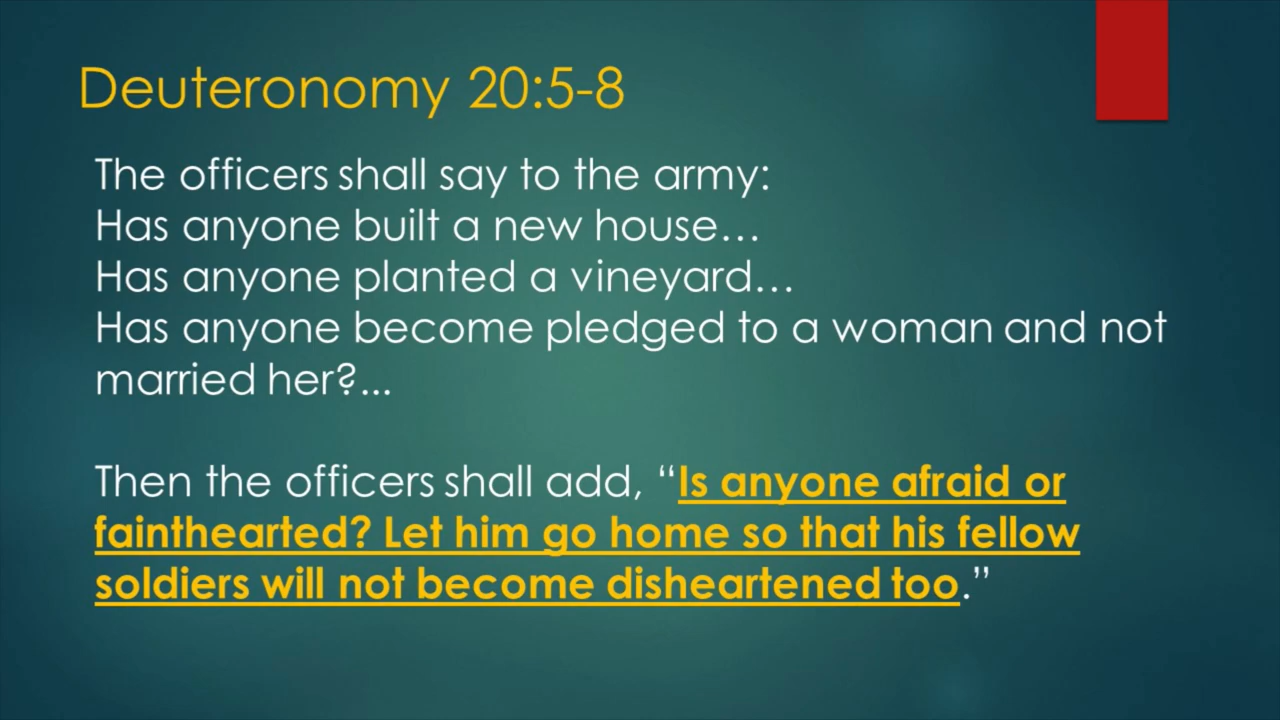 Deuteronomy 20:5-8
The officers shall say to the army:
Has anyone built a new house…
Has anyone planted a vineyard…
Has anyone become pledged to a woman and not
married her?...
Then the officers shall add, “Is anyone afraid or
fainthearted? Let him go home so that his fellow
soldiers will not become disheartened too.”